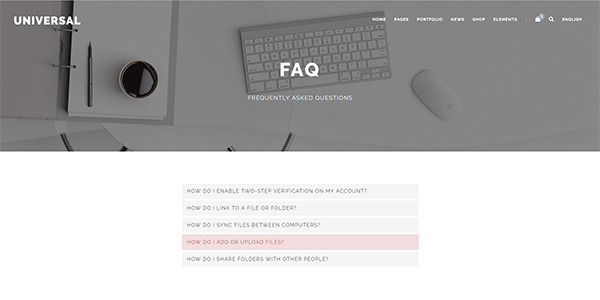 UNIVERSAL
HOME PAGES PORTFOLIO NEWS SHOP ELEMENTS ENGLISH
FAQ
FREQUENTLY ASKED QUESTIONS
HOW DO I ENABLE TWO-STEP VERIFICATION ON MY ACCOUNT?
HOW DO I LINK TO A FILE OR FOLDER?
HOW DO I SYNC FILES BETWEEN COMPUTERS?
HOW DO I ADD OR UPLOAD FILES?
HOW DO I SHARE FOLDERS WITH OTHER PEOPLE?